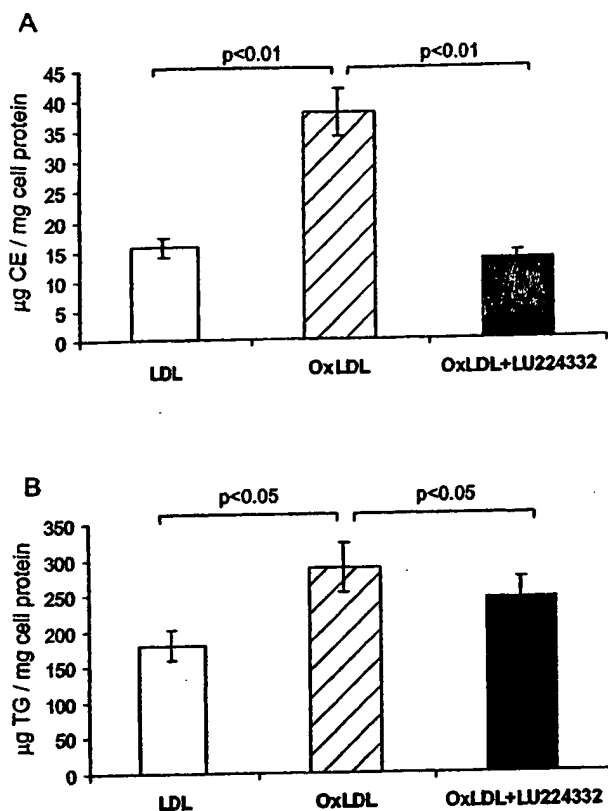 A
p<0.01 p<0.01
µg CE / mg cell protein
45
40
35
30
25
20
15
10
5
0
LDL OxLDL OxLDL+LU224332
B
p<0.05 p<0.05
µg TG / mg cell protein
350
300
250
200
150
100
50
0
LDL OxLDL OxLDL+LU224332